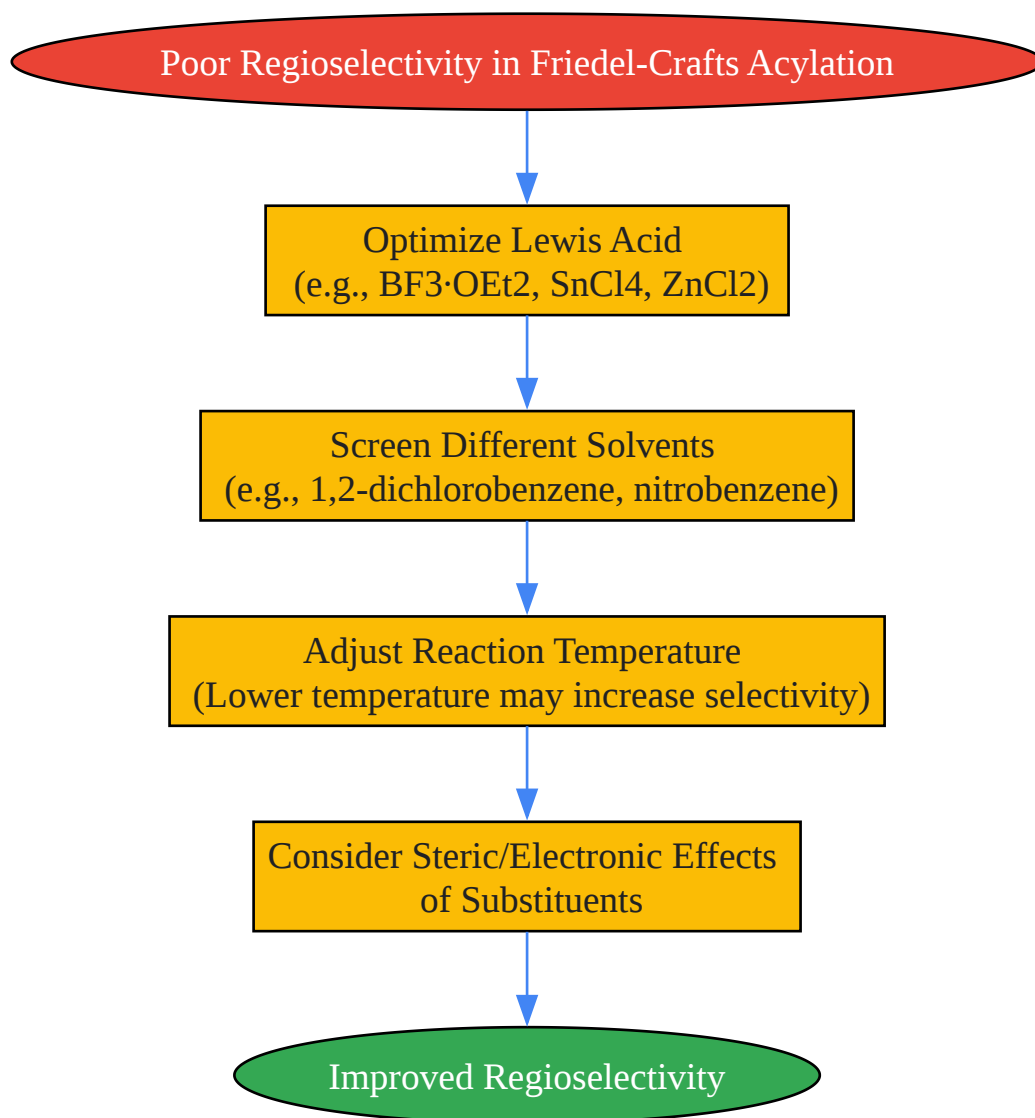 Poor Regioselectivity in Friedel-Crafts Acylation
Optimize Lewis Acid
(e.g., BF3·OEt2, SnCl4, ZnCl2)
Screen Different Solvents
(e.g., 1,2-dichlorobenzene, nitrobenzene)
Adjust Reaction Temperature
(Lower temperature may increase selectivity)
Consider Steric/Electronic Effects
of Substituents
Improved Regioselectivity